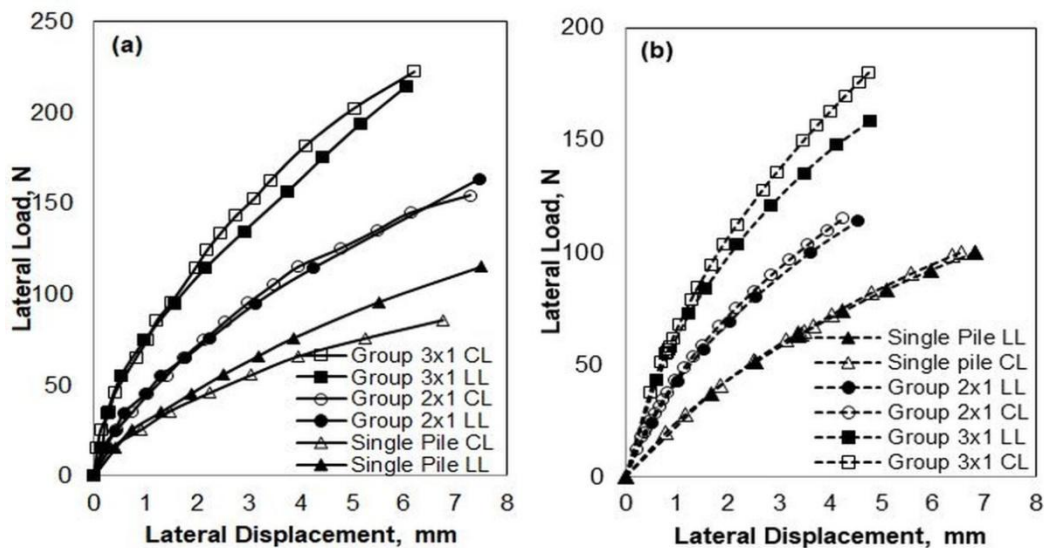 (a)
250
200
150
100
50
0
Lateral Load, N
Group 3x1 CL
Group 3x1 LL
Group 2x1 CL
Group 2x1 LL
Single Pile CL
Single Pile LL
0 1 2 3 4 5 6 7 8
Lateral Displacement, mm
(b)
200
150
100
50
0
Lateral Load, N
Single Pile LL
Single pile CL
Group 2x1 LL
Group 2x1 CL
Group 3x1 LL
Group 3x1 CL
0 1 2 3 4 5 6 7 8
Lateral Displacement, mm